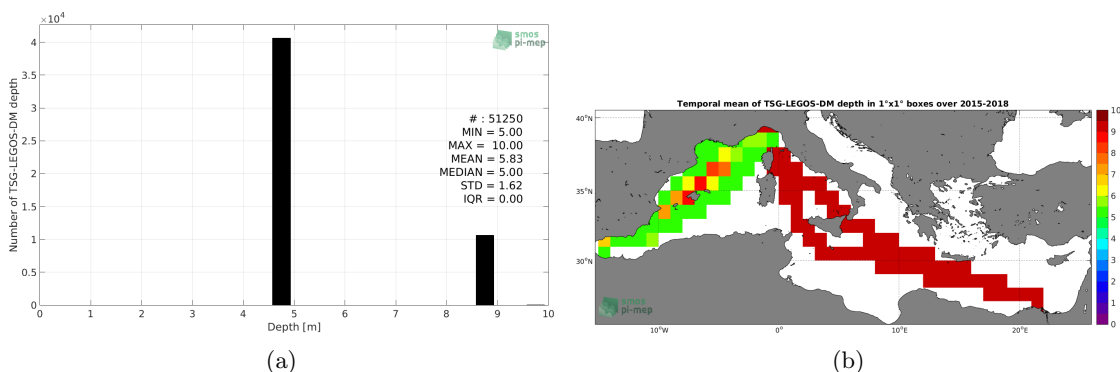 ×10⁴
smos
pi-mep
4
3.5
3
2.5
2
1.5
1
0.5
0
Number of TSG-LEGOS-DM depth
# : 51250
MIN = 5.00
MAX = 10.00
MEAN = 5.83
MEDIAN = 5.00
STD = 1.62
IQR = 0.00
0 1 2 3 4 5 6 7 8 9 10
Depth [m]
(a)
Temporal mean of TSG-LEGOS-DM depth in 1°x1° boxes over 2015-2018
40°N
35°N
30°N
10°W 0° 10°E 20°E
smos
pi-mep
10
9
8
7
6
5
4
3
2
1
0
(b)